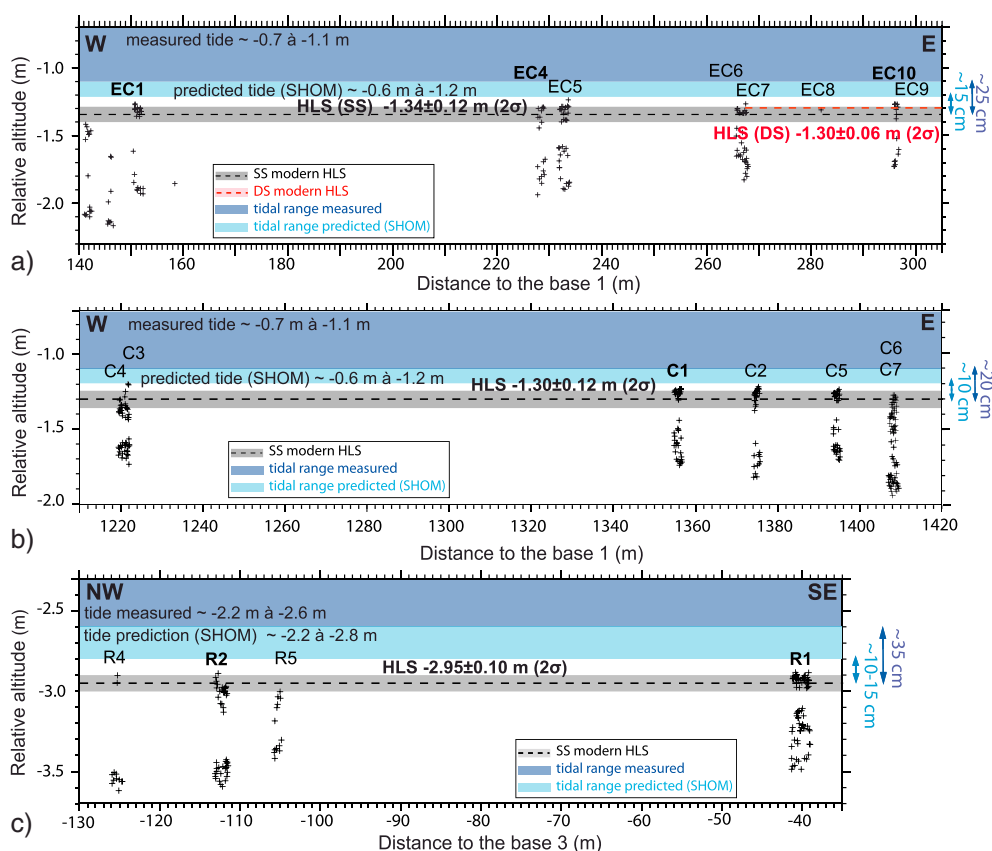 W
measured tide ~ -0.7 à -1.1 m
E
EC1
EC4
EC5
EC6
EC7
EC8
EC10
EC9
predicted tide (SHOM) ~ -0.6 m à -1.2 m
HLS (SS) -1.34±0.12 m (2σ)
HLS (DS) -1.30±0.06 m (2σ)
~15 cm
~25 cm
SS modern HLS
DS modern HLS
tidal range measured
tidal range predicted (SHOM)
Relative altitude (m)
-1.0
-1.5
-2.0
a)
140 160 180 200 220 240 260 280 300
Distance to the base 1 (m)
W
measured tide ~ -0.7 m à -1.1 m
E
C3
C4
predicted tide (SHOM) ~ -0.6 m à -1.2 m
HLS -1.30±0.12 m (2σ)
C1
C2
C5
C6
C7
~10 cm
~20 cm
SS modern HLS
tidal range measured
tidal range predicted (SHOM)
Relative altitude (m)
-1.0
-1.5
-2.0
b)
1220 1240 1260 1280 1300 1320 1340 1360 1380 1400 1420
Distance to the base 1 (m)
NW
SE
tide measured ~ -2.2 m à -2.6 m
tide prediction (SHOM) ~ -2.2 à -2.8 m
R4
R2
R5
HLS -2.95±0.10 m (2σ)
R1
~10-15 cm
~35 cm
SS modern HLS
tidal range measured
tidal range predicted (SHOM)
Relative altitude (m)
-2.5
-3.0
-3.5
c)
-130 -120 -110 -100 -90 -80 -70 -60 -50 -40
Distance to the base 3 (m)